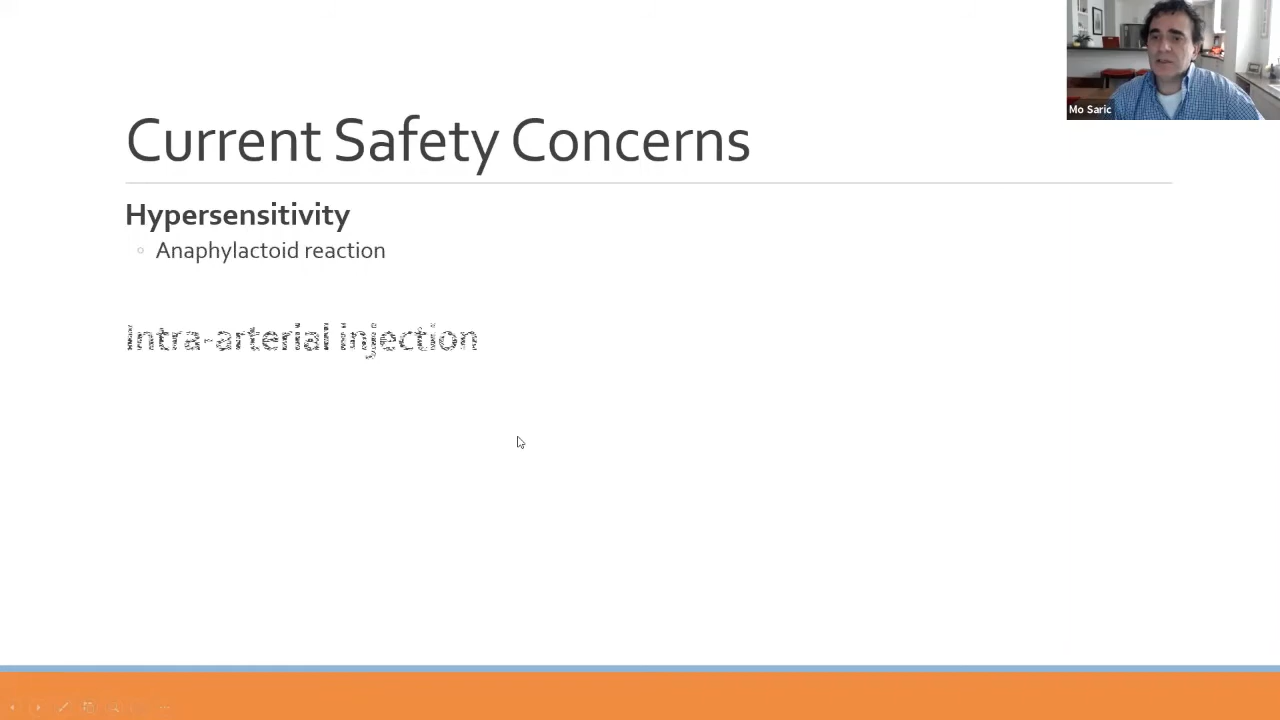 Current Safety Concerns
Hypersensitivity
Anaphylactoid reaction
Intra-arterial injection
Mo Saric